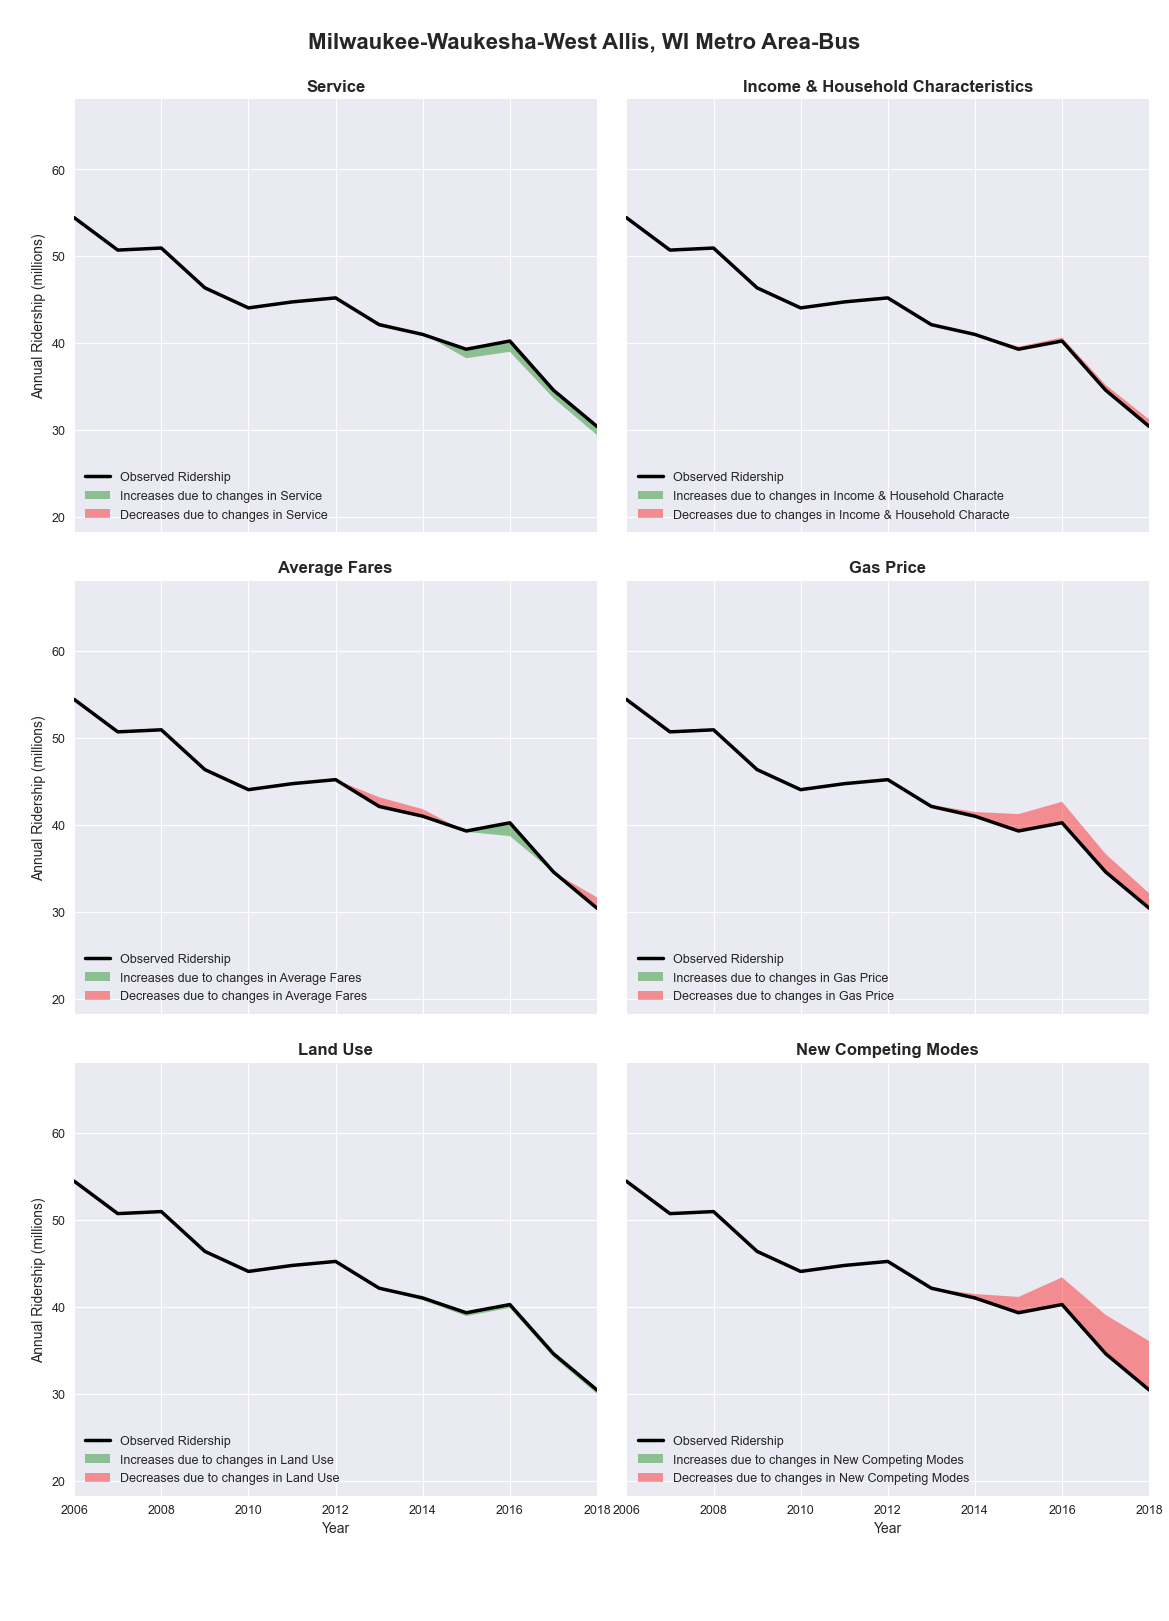 Milwaukee-Waukesha-West Allis, WI Metro Area-Bus
Service
60
50
40
30
20
Annual Ridership (millions)
Observed Ridership
Increases due to changes in Service
Decreases due to changes in Service
Income & Household Characteristics
Observed Ridership
Increases due to changes in Income & Household Characte
Decreases due to changes in Income & Household Characte
Average Fares
60
50
40
30
20
Annual Ridership (millions)
Observed Ridership
Increases due to changes in Average Fares
Decreases due to changes in Average Fares
Gas Price
Observed Ridership
Increases due to changes in Gas Price
Decreases due to changes in Gas Price
Land Use
60
50
40
30
20
Annual Ridership (millions)
Observed Ridership
Increases due to changes in Land Use
Decreases due to changes in Land Use
2006 2008 2010 2012 2014 2016 2018
Year
New Competing Modes
Observed Ridership
Increases due to changes in New Competing Modes
Decreases due to changes in New Competing Modes
2006 2008 2010 2012 2014 2016 2018
Year